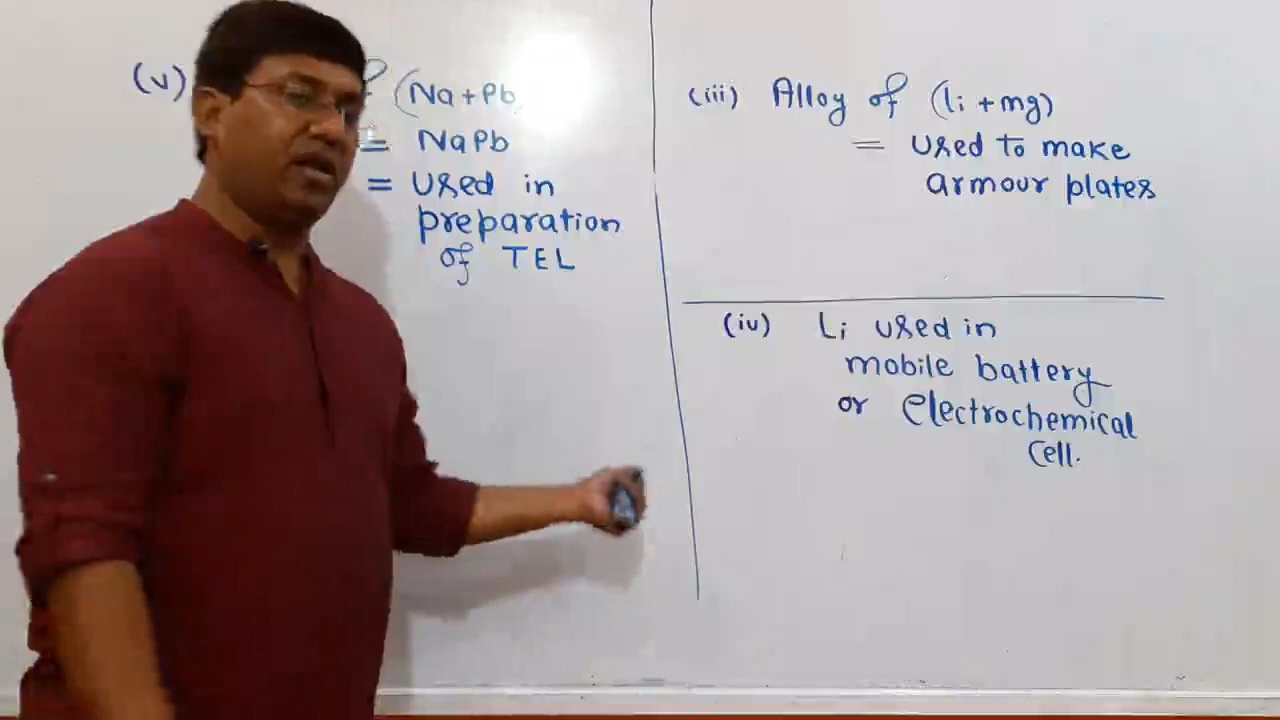 (v) (Na+Pb
= NaPb
= Used in
preparation
of TEL
(iii) Alloy of (Li +mg)
= Used to make
armour plates
(iv) Li used in
mobile battery
or Electrochemical
Cell.